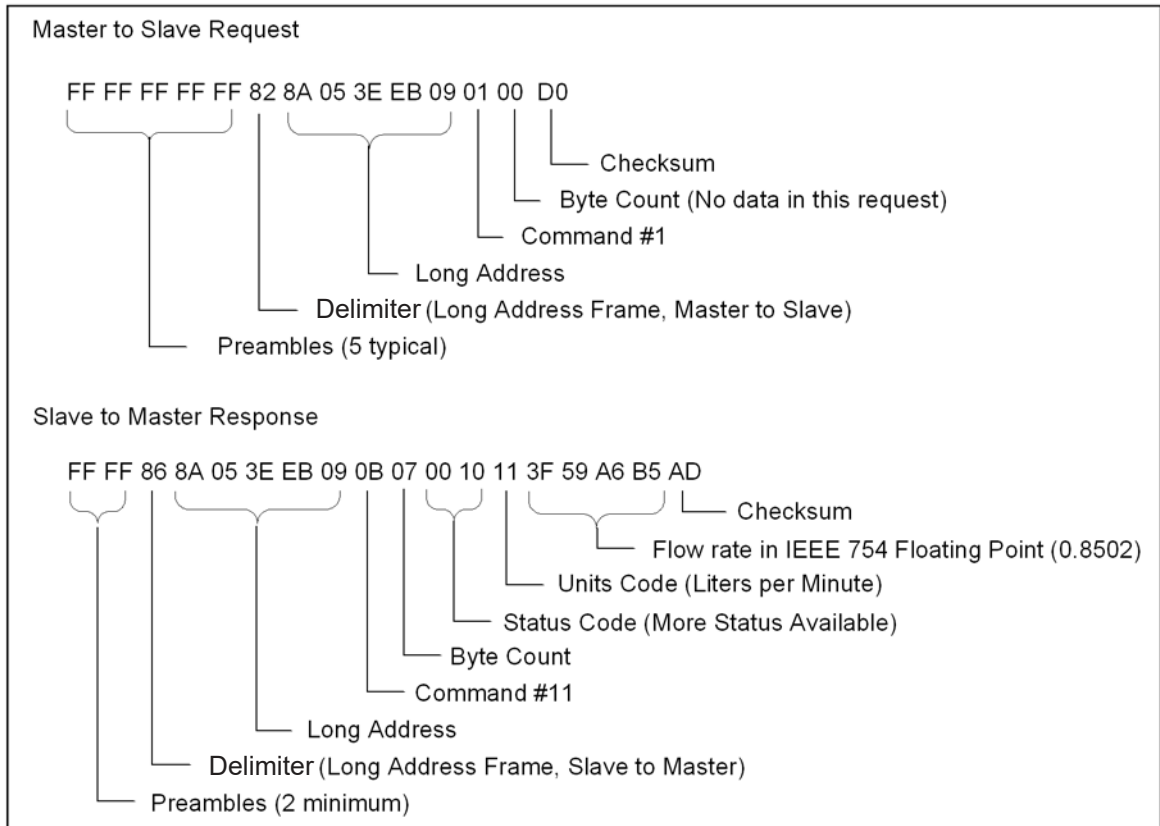 Master to Slave Request
FF FF FF FF FF 82 8A 05 3E EB 09 01 00 D0
Checksum
Byte Count (No data in this request)
Command #1
Long Address
Delimiter (Long Address Frame, Master to Slave)
Preambles (5 typical)
Slave to Master Response
FF FF 86 8A 05 3E EB 09 0B 07 00 10 11 3F 59 A6 B5 AD
Checksum
Flow rate in IEEE 754 Floating Point (0.8502)
Units Code (Liters per Minute)
Status Code (More Status Available)
Byte Count
Command #11
Long Address
Delimiter (Long Address Frame, Slave to Master)
Preambles (2 minimum)